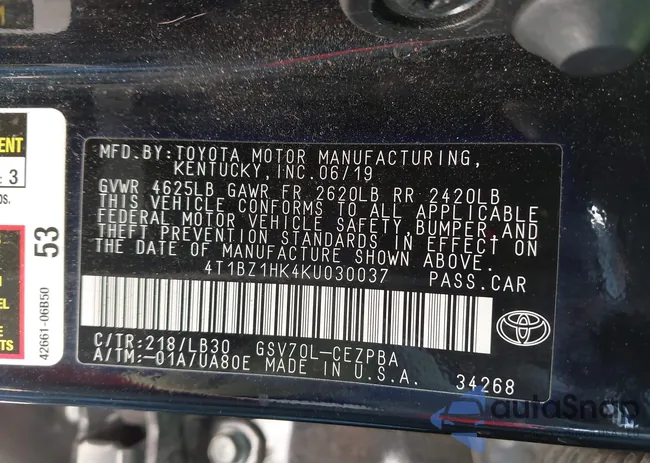 MFD.BY:TOYOTA MOTOR MANUFACTURING,
KENTUCKY,INC.06/19
GVWR 4625LB GAWR FR 2620LB RR 2420LB
THIS VEHICLE CONFORMS TO ALL APPLICABLE
FEDERAL MOTOR VEHICLE SAFETY,BUMPER,AND
THEFT PREVENTION STANDARDS IN EFFECT ON
THE DATE OF MANUFACTURE SHOWN ABOVE.
4T1BZ1HK4KU030037 PASS.CAR
C/TR:218/LB30 GSV70L-CEZPBA
A/TM:-01A/UA80E MADE IN U.S.A.
34268
ENT
: 3
53
42661-06B50
autoSnap